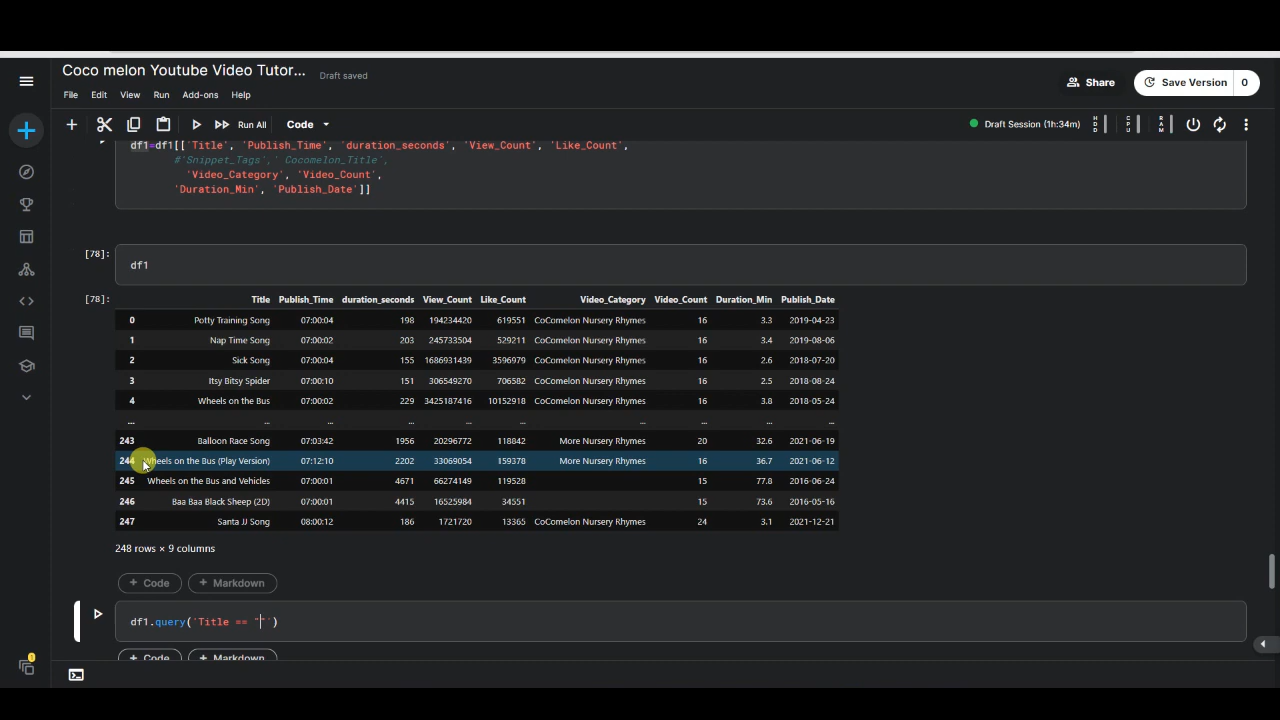 Coco melon Youtube Video Tutor... Draft saved
Share Save Version 0
File Edit View Run Add-ons Help
Run All Code Draft Session (1h:34m) HDD CPU RAM
df1=df1[['Title', 'Publish_Time', 'duration_seconds', 'View_Count', 'Like_Count',
#'Snippet_Tags',' Cocomelon_Title',
'Video_Category', 'Video_Count',
'Duration_Min', 'Publish_Date']]
[78]: df1
[78]: Title Publish_Time duration_seconds View_Count Like_Count Video_Category Video_Count Duration_Min Publish_Date
0 Potty Training Song 07:00:04 198 194234420 619551 CoComelon Nursery Rhymes 16 3.3 2019-04-23
1 Nap Time Song 07:00:02 203 245733504 529211 CoComelon Nursery Rhymes 16 3.4 2019-08-06
2 Sick Song 07:00:04 155 1686931439 3596979 CoComelon Nursery Rhymes 16 2.6 2018-07-20
3 Itsy Bitsy Spider 07:00:10 151 306549270 706582 CoComelon Nursery Rhymes 16 2.5 2018-08-24
4 Wheels on the Bus 07:00:02 229 3425187416 10152918 CoComelon Nursery Rhymes 16 3.8 2018-05-24
... ... ... ... ... ... ... ... ... ...
243 Balloon Race Song 07:03:42 1956 20296772 118842 More Nursery Rhymes 20 32.6 2021-06-19
244 Wheels on the Bus (Play Version) 07:12:10 2202 33069054 159378 More Nursery Rhymes 16 36.7 2021-06-12
245 Wheels on the Bus and Vehicles 07:00:01 4671 66274149 119528 15 77.8 2016-06-24
246 Baa Baa Black Sheep (2D) 07:00:01 4415 16525984 34551 15 73.6 2016-05-16
247 Santa JJ Song 08:00:12 186 1721720 13365 CoComelon Nursery Rhymes 24 3.1 2021-12-21
248 rows × 9 columns
+ Code + Markdown
df1.query('Title == ""')
+ Code + Markdown